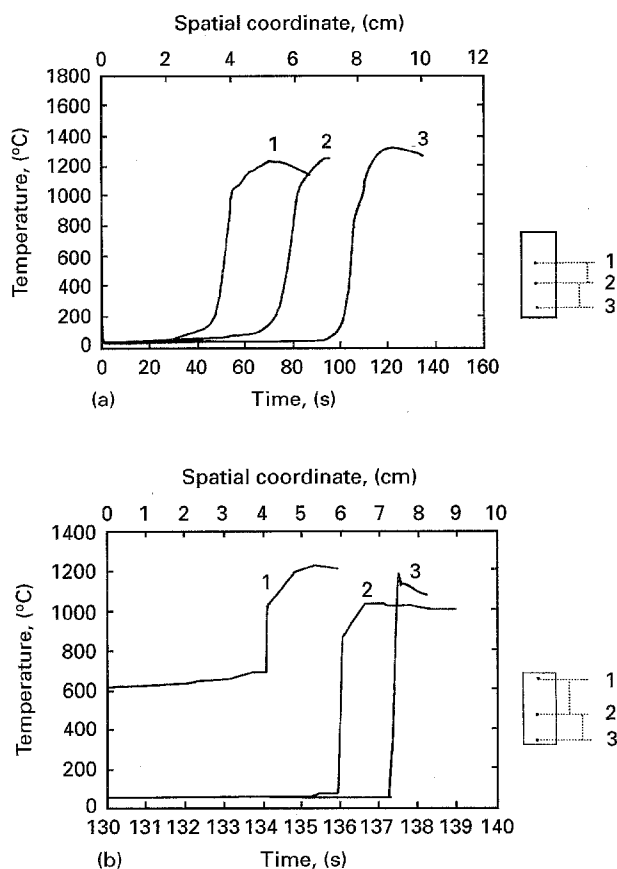 Spatial coordinate, (cm)
0 2 4 6 8 10 12
1800
1600
1400
1200
1000
800
600
400
200
0
Temperature, (ºC)
1 2 3
0 20 40 60 80 100 120 140 160
(a) Time, (s)
1
2
3
Spatial coordinate, (cm)
0 1 2 3 4 5 6 7 8 9 10
1400
1200
1000
800
600
400
200
0
Temperature, (ºC)
1 2 3
130 131 132 133 134 135 136 137 138 139 140
(b) Time, (s)
1
2
3